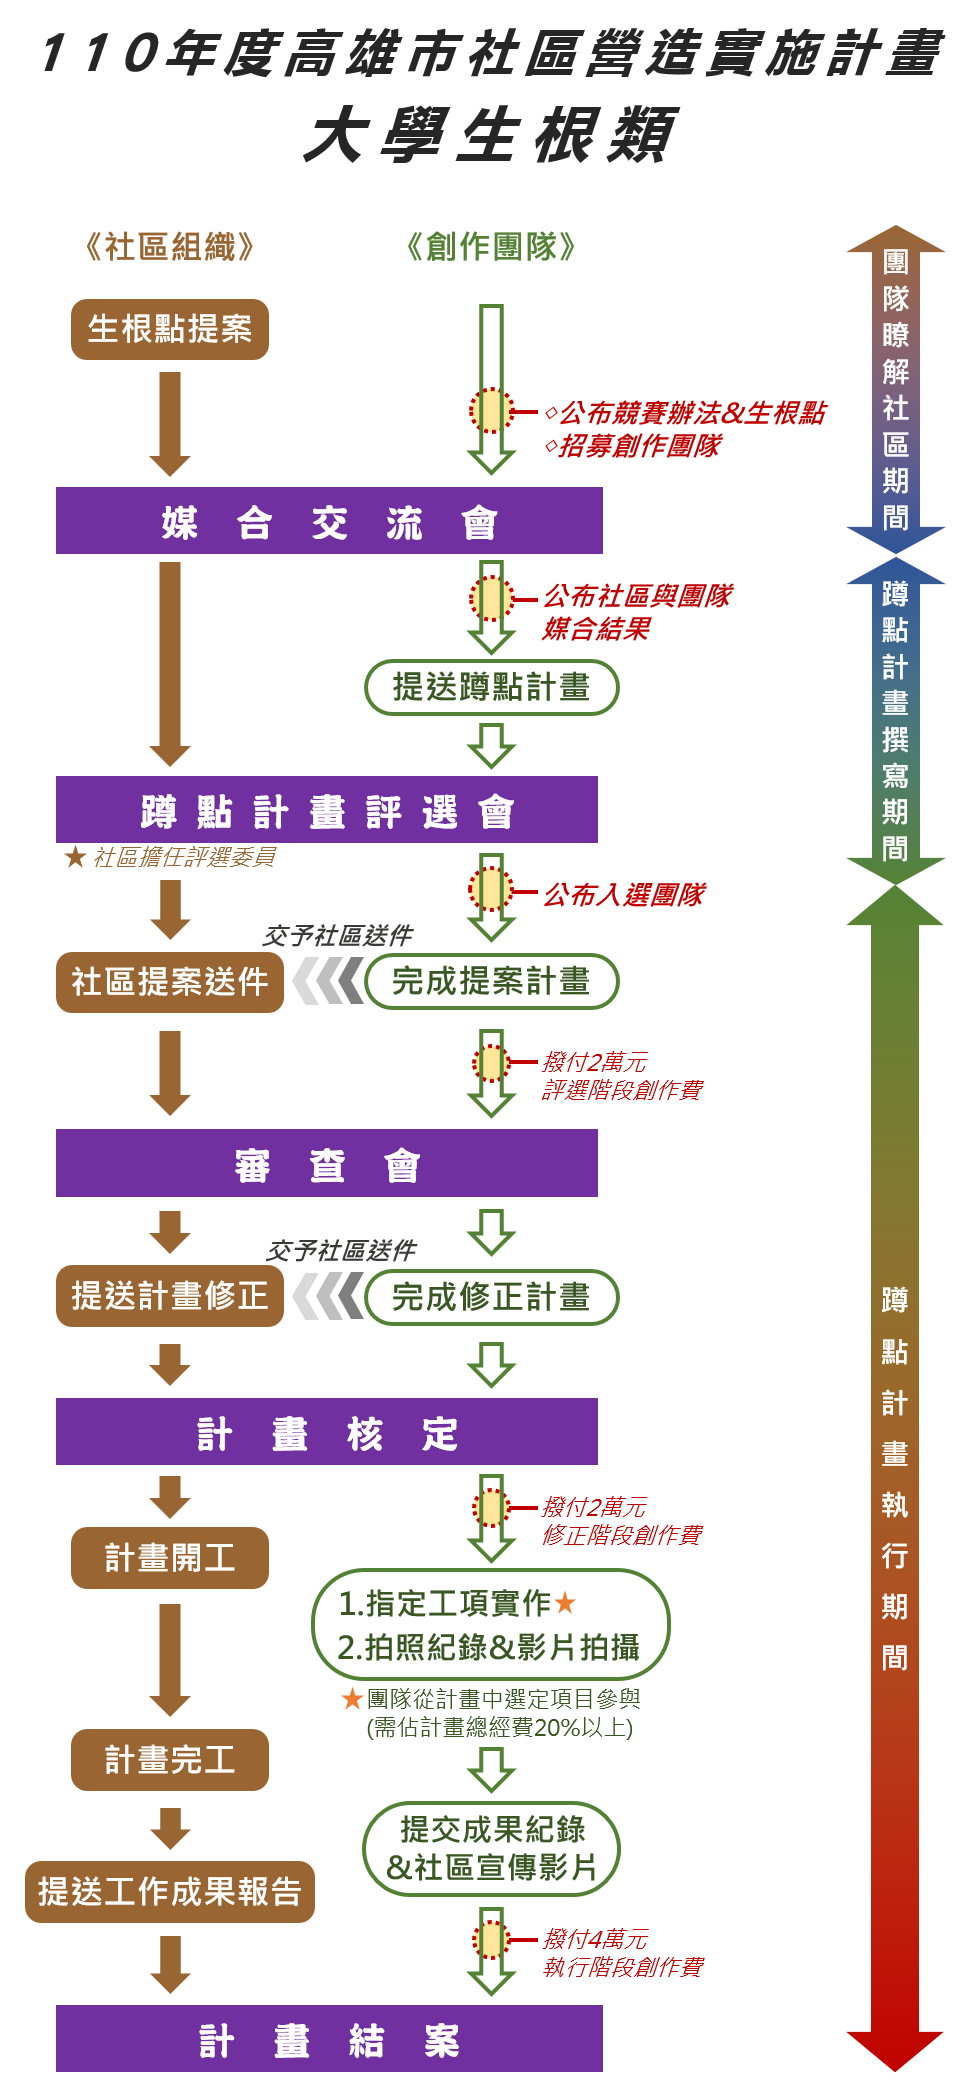 110年度高雄市社區營造實施計畫
大學生根類
《社區組織》
《創作團隊》
生根點提案
◇公布競賽辦法&生根點
◇招募創作團隊
媒合交流會
公布社區與團隊
媒合結果
提送蹲點計畫
蹲點計畫評選會
★社區擔任評選委員
公布入選團隊
交予社區送件
社區提案送件
完成提案計畫
撥付2萬元
評選階段創作費
審查會
交予社區送件
提送計畫修正
完成修正計畫
計畫核定
撥付2萬元
修正階段創作費
計畫開工
1.指定工項實作★
2.拍照紀錄&影片拍攝
★團隊從計畫中選定項目參與
(需佔計畫總經費20%以上)
計畫完工
提交成果紀錄
&社區宣傳影片
提送工作成果報告
撥付4萬元
執行階段創作費
計畫結案
團隊瞭解社區期間
蹲點計畫撰寫期間
蹲點計畫執行期間